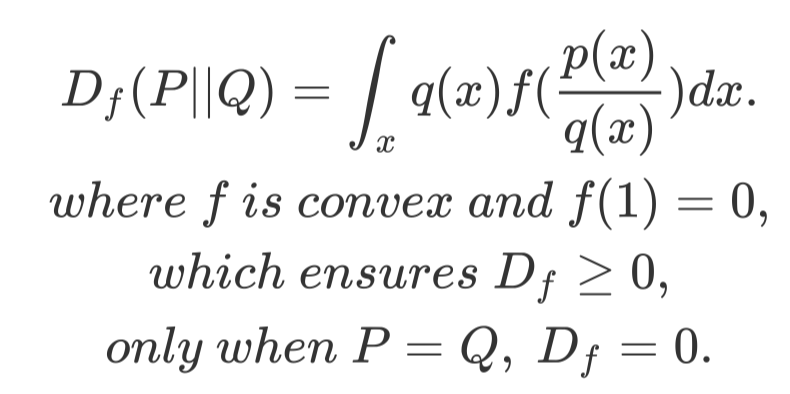 $D_f(P||Q) = \int_x q(x) f(\frac{p(x)}{q(x)}) dx.$
where f is convex and f(1) = 0,
which ensures $D_f \geq 0$,
only when P = Q, $D_f = 0$.